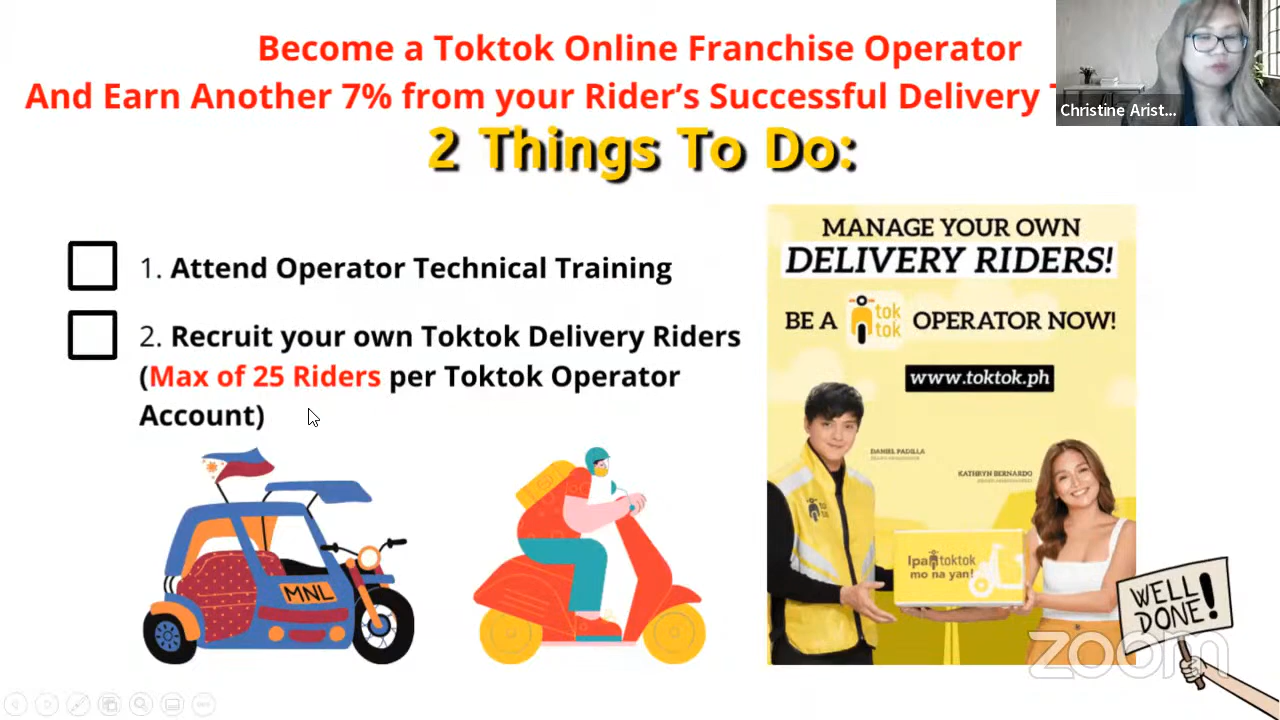 Become a Toktok Online Franchise Operator
And Earn Another 7% from your Rider's Successful Delivery
2 Things To Do:
Christine Arist...
1. Attend Operator Technical Training
2. Recruit your own Toktok Delivery Riders
(Max of 25 Riders per Toktok Operator
Account)
MANAGE YOUR OWN
DELIVERY RIDERS!
BE A tok tok OPERATOR NOW!
www.toktok.ph
DANIEL PADILLA
KATHRYN BERNARDO
tok
tok
Ipa toktok
mo na yan!
MNL
WELL
DONE!
zoom